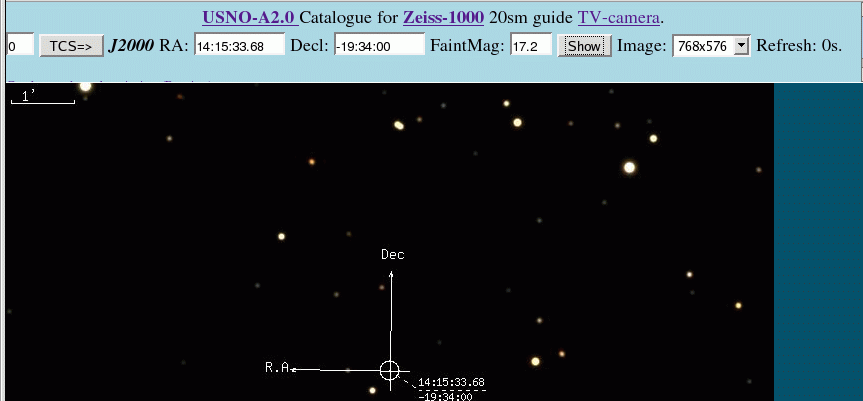 USNO-A2.0 Catalogue for Zeiss-1000 20sm guide TV-camera.
0 TCS=> J2000 RA: 14:15:33.68 Decl: -19:34:00 FaintMag: 17.2 Show Image: 768x576 Refresh: 0s.
1'
Dec
R.A
14:15:33.68
-19:34:00